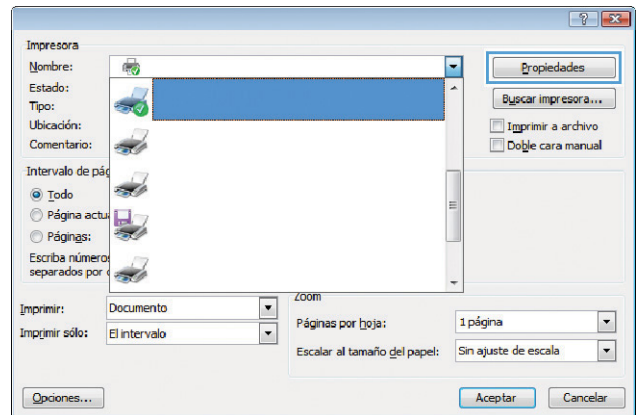 Impresora
Nombre:
Propiedades
Estado:
Tipo:
Buscar impresora...
Ubicación:
Imprimir a archivo
Comentario:
Doble cara manual
Intervalo de pág
Todo
Página actu
Páginas:
Escriba números
separados por c
Imprimir: Documento
Imprimir sólo: El intervalo
Zoom
Páginas por hoja: 1 página
Escalar al tamaño del papel: Sin ajuste de escala
Opciones...
Aceptar
Cancelar